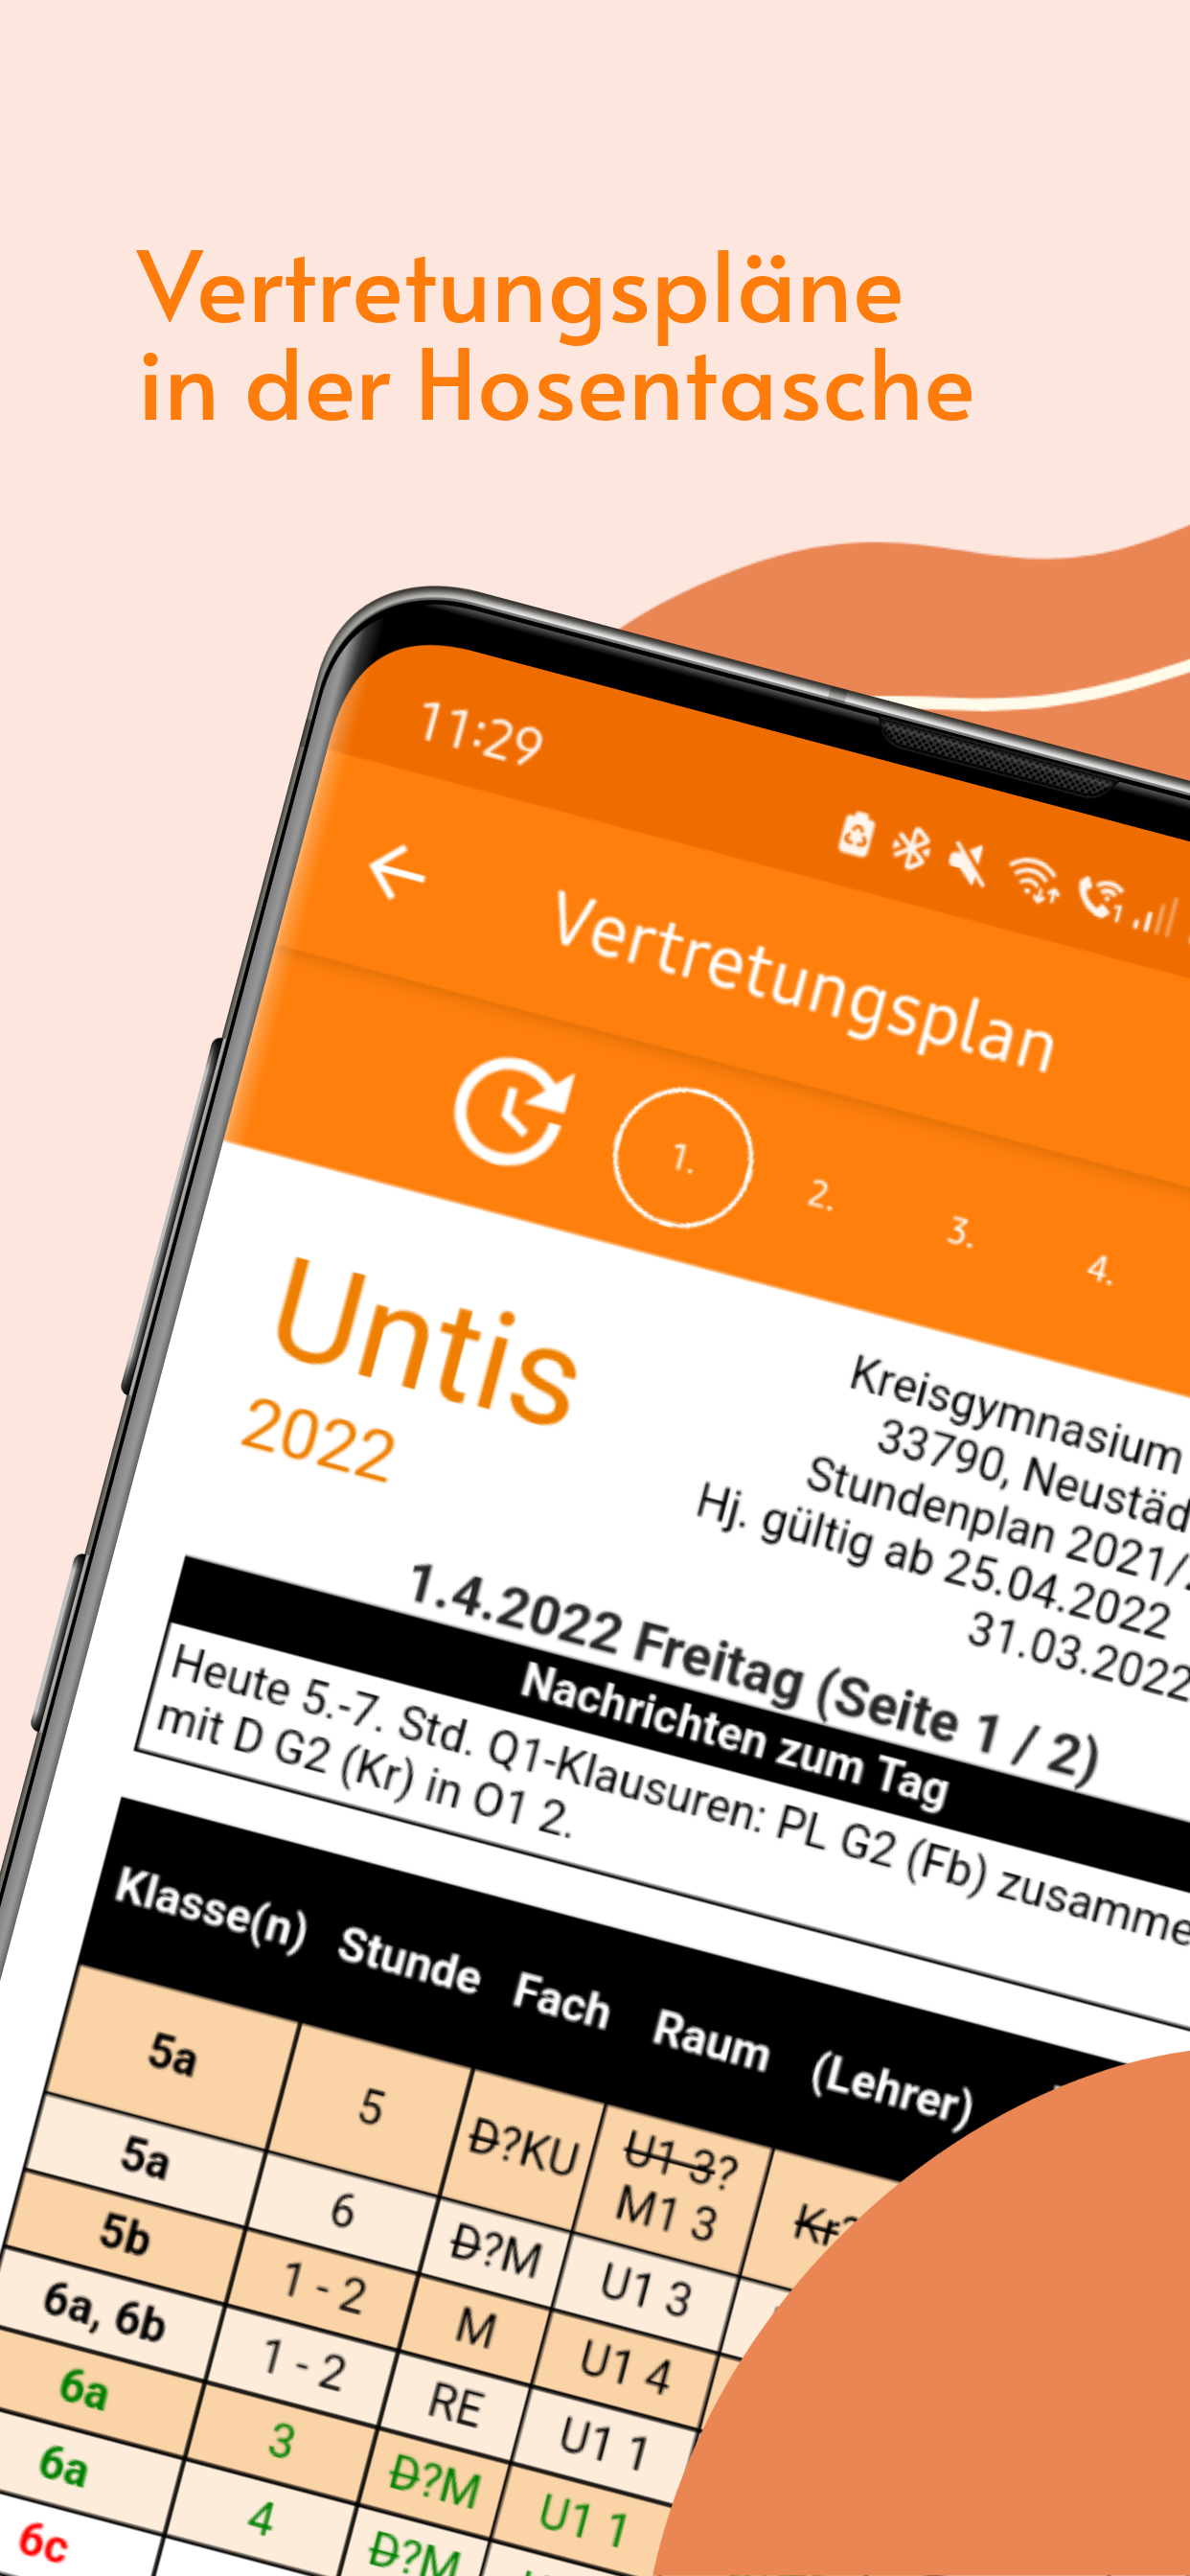 Vertretungspläne
in der Hosentasche
11:29
Vertretungsplan
1. 2. 3. 4.
Untis
2022
Kreisgymnasium
33790, Neustäd
Stundenplan 2021/
Hj. gültig ab 25.04.2022
31.03.2022
1.4.2022 Freitag (Seite 1 / 2)
Nachrichten zum Tag
Heute 5.-7. Std. Q1-Klausuren: PL G2 (Fb) zusamme
mit D G2 (Kr) in O1 2.
Klasse(n) Stunde Fach Raum (Lehrer)
5a 5 D?KU U1 3? M1 3 Kr?
5a 6 D?M U1 3
5b 1 - 2 M U1 4
6a, 6b 1 - 2 RE U1 1
6a 3 D?M U1 1
6a 4 D?M
6c